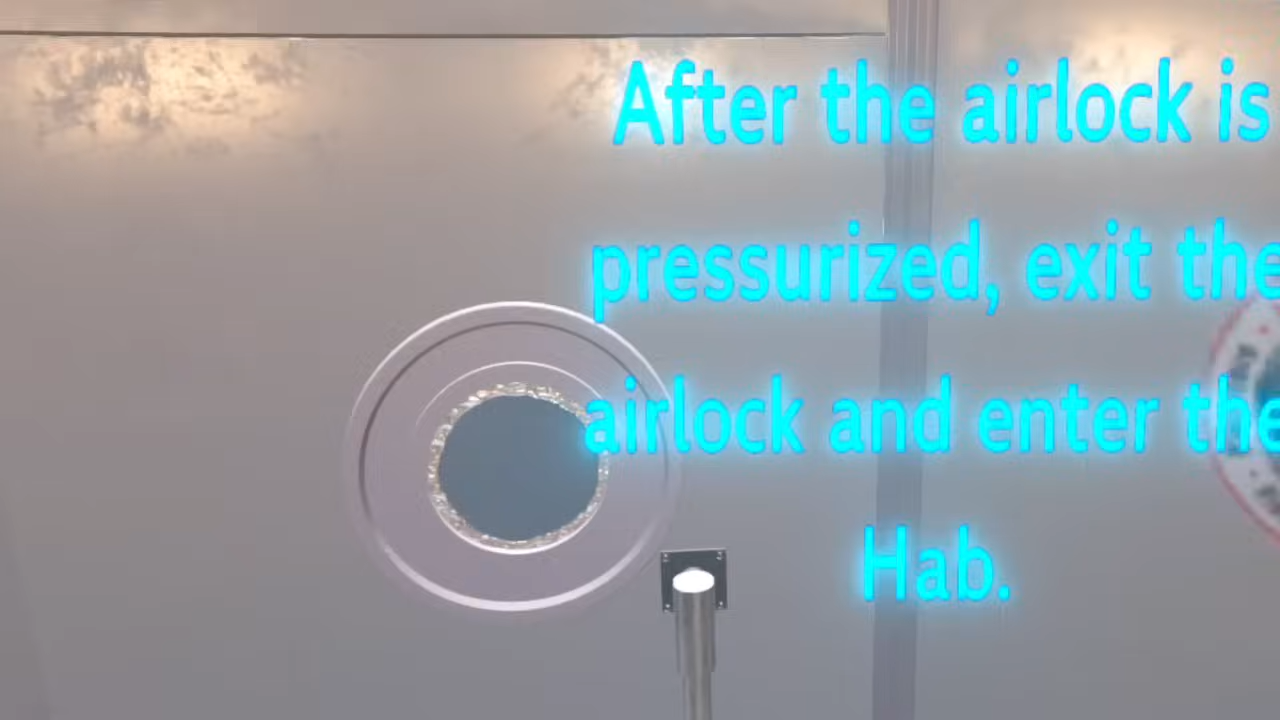 After the airlock is
pressurized, exit the
airlock and enter the
Hab.